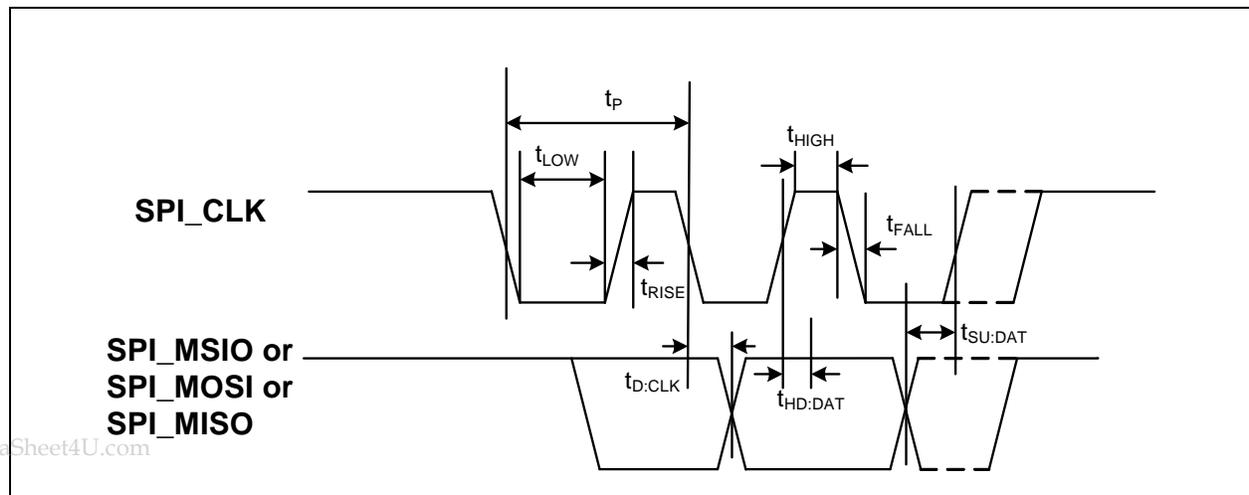 tP
tHIGH
tLOW
SPI_CLK
tFALL
tRISE
SPI_MSIO or
SPI_MOSI or
SPI_MISO
tSU:DAT
tD:CLK
tHD:DAT
aSheet4U.com